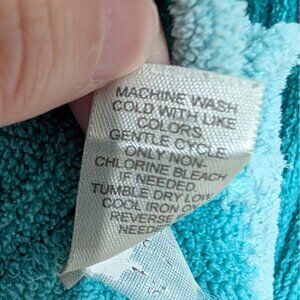 MACHINE WASH
COLD WITH LIKE
COLORS.
GENTLE CYCLE
ONLY NON-
CHLORINE BLEACH
IF NEEDED.
TUMBLE DRY LOW
COOL IRON
REVERSE
NEEDE